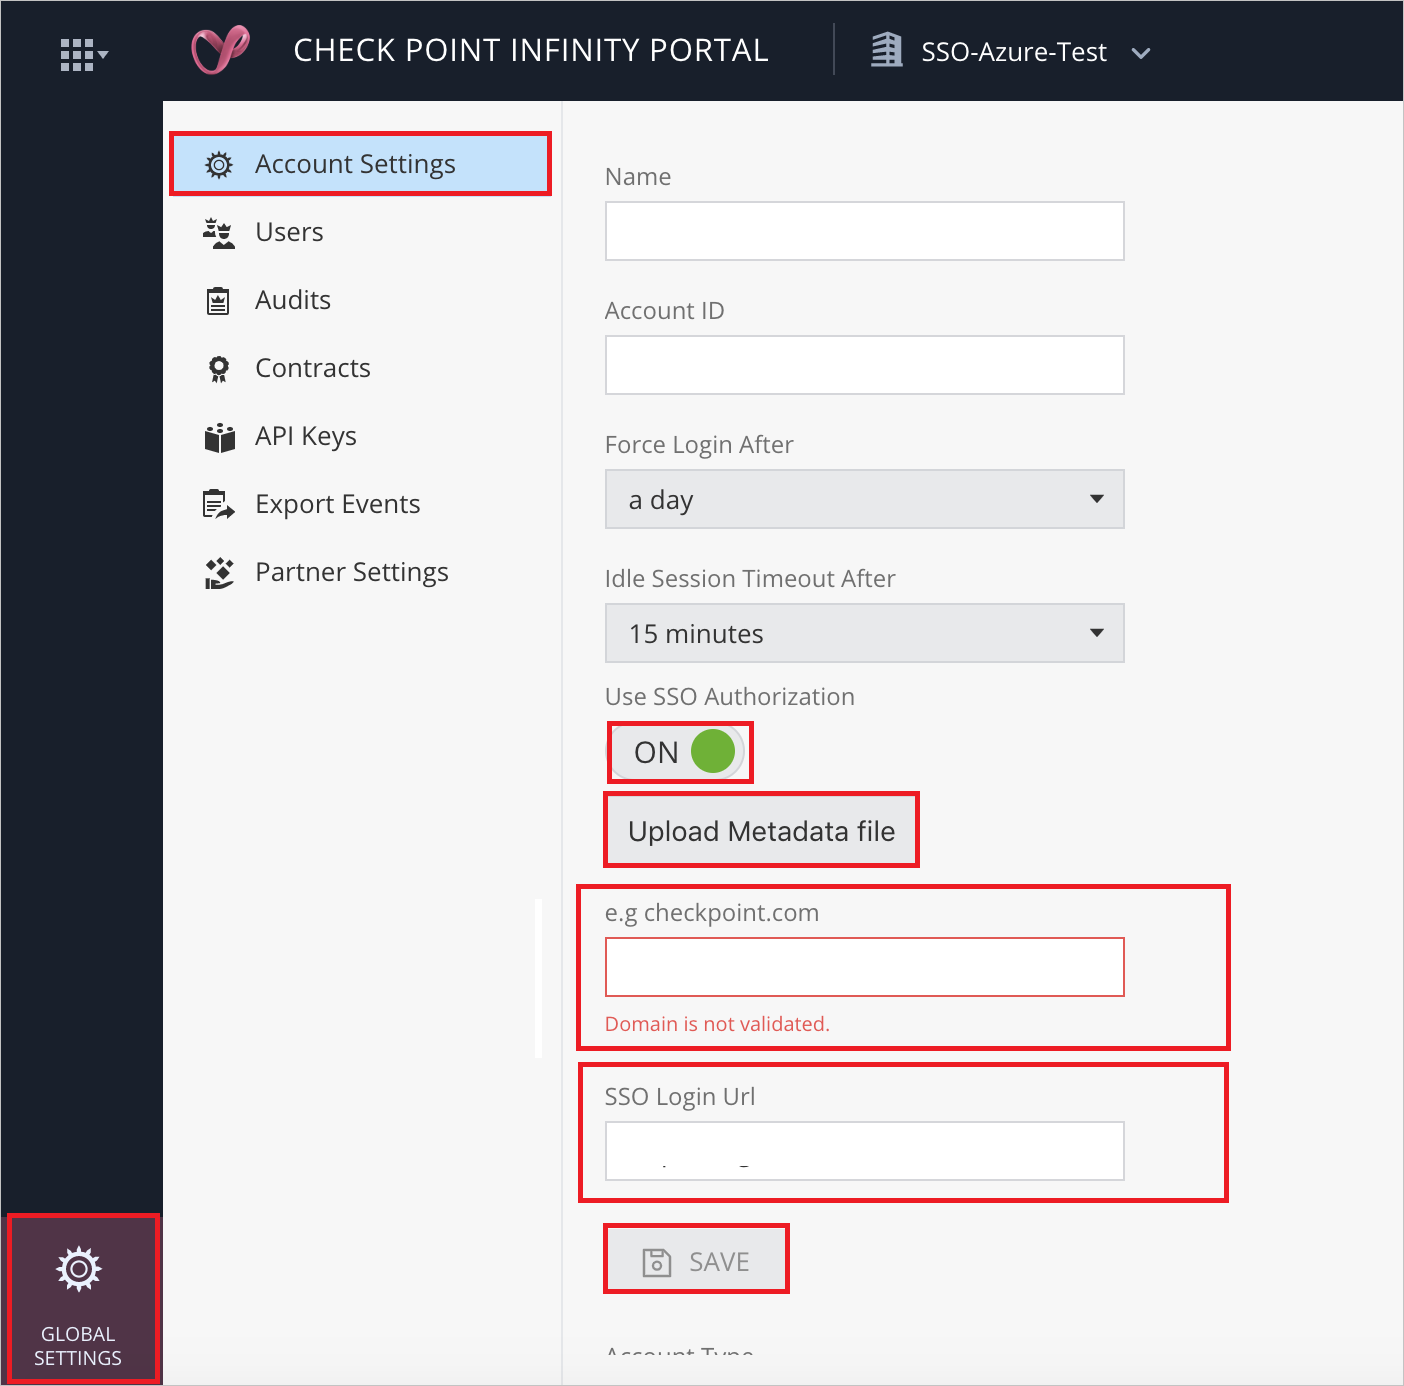 CHECK POINT INFINITY PORTAL
SSO-Azure-Test
Account Settings
Users
Audits
Contracts
API Keys
Export Events
Partner Settings
Name
Account ID
Force Login After
a day
Idle Session Timeout After
15 minutes
Use SSO Authorization
ON
Upload Metadata file
e.g checkpoint.com
Domain is not validated.
SSO Login Url
SAVE
Account Type
GLOBAL
SETTINGS